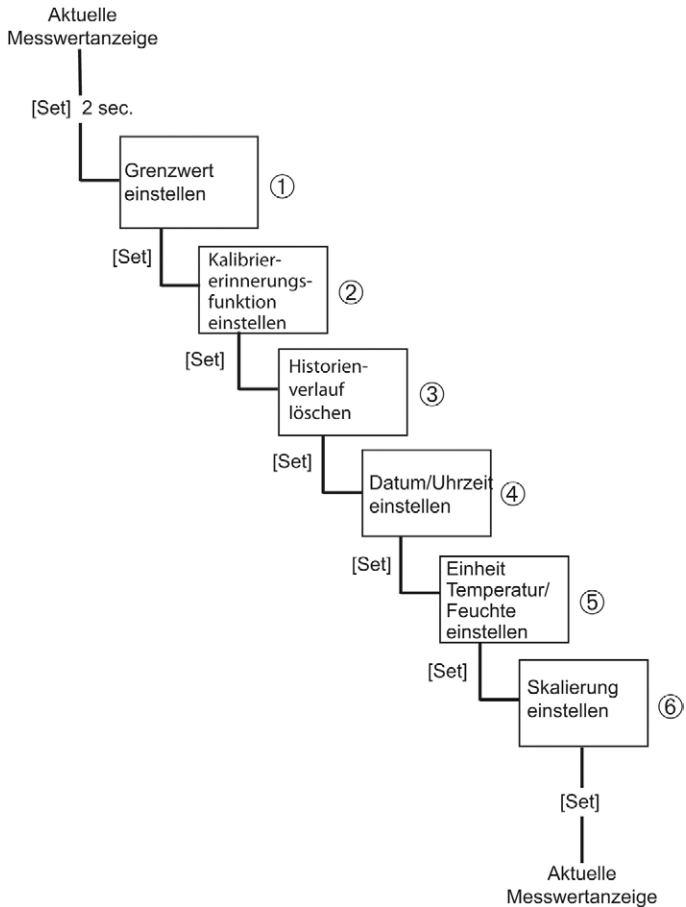 Aktuelle
Messwertanzeige
[Set] 2 sec.
Grenzwert
einstellen
①
[Set]
Kalibrier-
erinnerungs-
funktion
einstellen
②
[Set]
Historien-
verlauf
löschen
③
[Set]
Datum/Uhrzeit
einstellen
④
[Set]
Einheit
Temperatur/
Feuchte
einstellen
⑤
[Set]
Skalierung
einstellen
⑥
[Set]
Aktuelle
Messwertanzeige